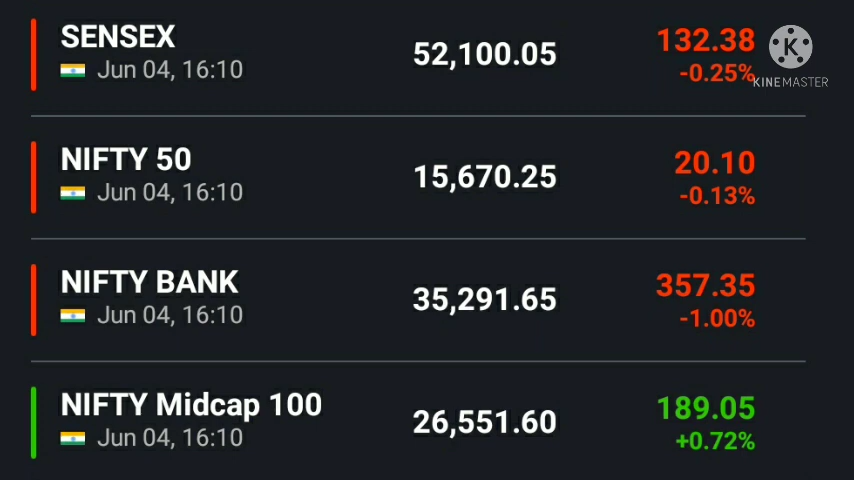 SENSEX
Jun 04, 16:10
52,100.05
132.38
-0.25%
K
KINEMASTER
NIFTY 50
Jun 04, 16:10
15,670.25
20.10
-0.13%
NIFTY BANK
Jun 04, 16:10
35,291.65
357.35
-1.00%
NIFTY Midcap 100
Jun 04, 16:10
26,551.60
189.05
+0.72%